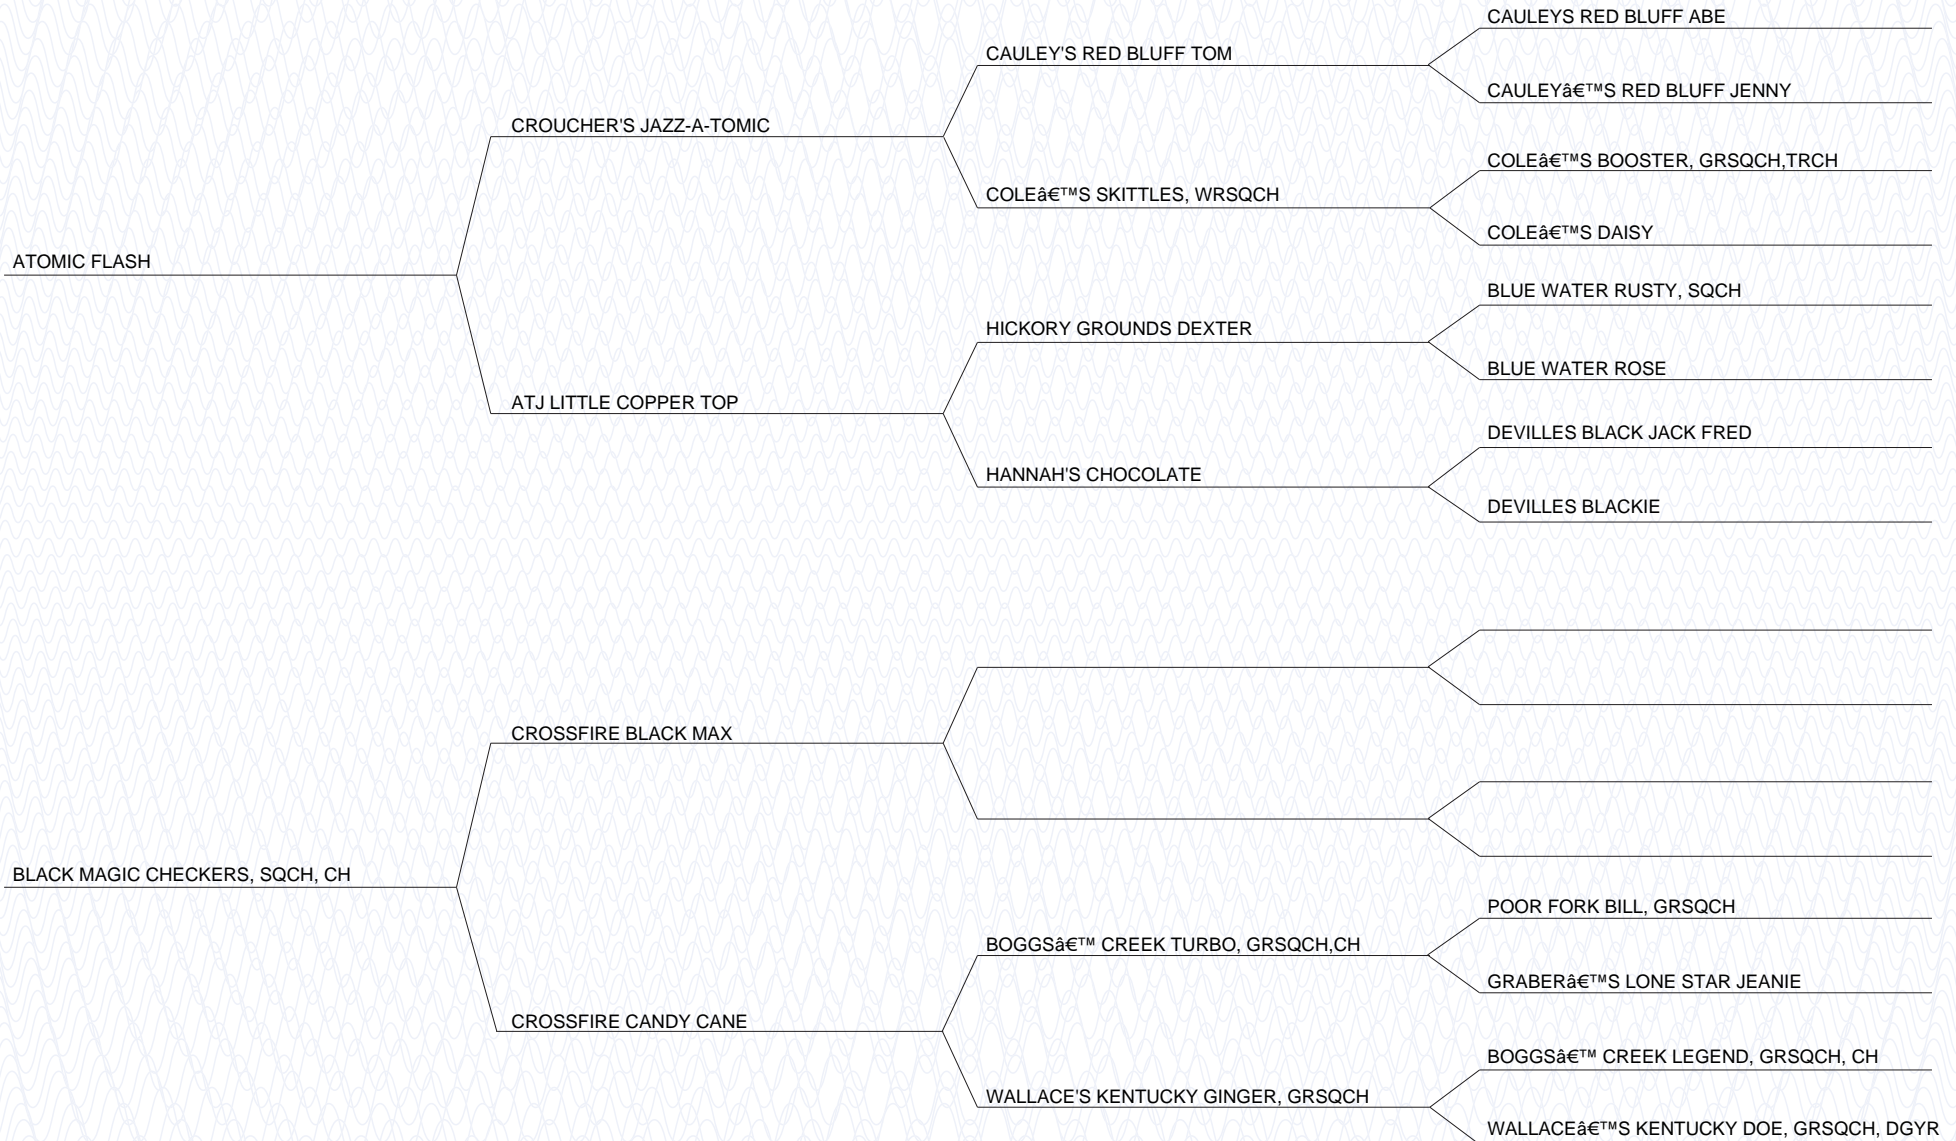 CAULEYS RED BLUFF ABE
CAULEY'S RED BLUFF TOM
CAULEYâ€™S RED BLUFF JENNY
CROUCHER'S JAZZ-A-TOMIC
COLEâ€™S BOOSTER, GRSQCH,TRCH
COLEâ€™S SKITTLES, WRSQCH
COLEâ€™S DAISY
ATOMIC FLASH
BLUE WATER RUSTY, SQCH
HICKORY GROUNDS DEXTER
BLUE WATER ROSE
ATJ LITTLE COPPER TOP
DEVILLES BLACK JACK FRED
HANNAH'S CHOCOLATE
DEVILLES BLACKIE
CROSSFIRE BLACK MAX
BLACK MAGIC CHECKERS, SQCH, CH
POOR FORK BILL, GRSQCH
BOGGSâ€™ CREEK TURBO, GRSQCH,CH
GRABERâ€™S LONE STAR JEANIE
CROSSFIRE CANDY CANE
BOGGSâ€™ CREEK LEGEND, GRSQCH, CH
WALLACE'S KENTUCKY GINGER, GRSQCH
WALLACEâ€™S KENTUCKY DOE, GRSQCH, DGYR